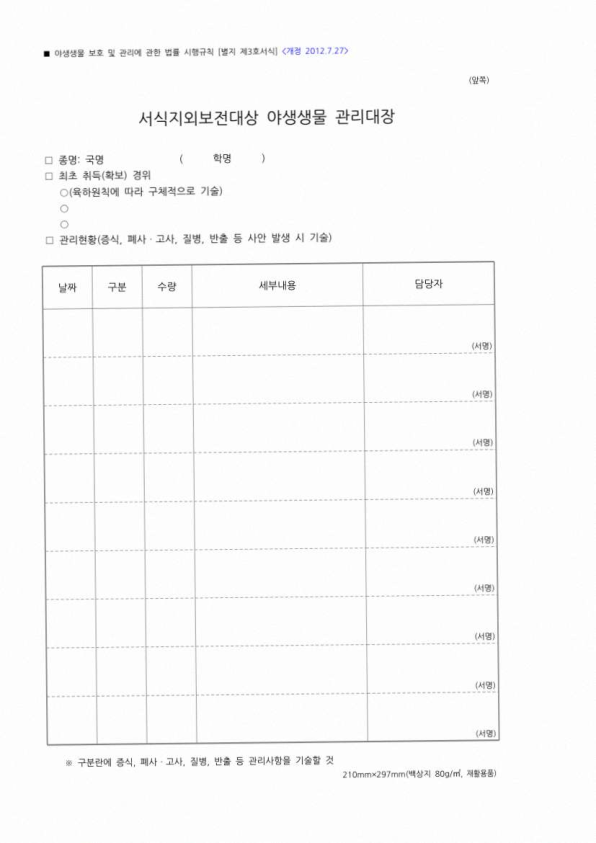 ■ 야생생물 보호 및 관리에 관한 법률 시행규칙 [별지 제3호서식] <개정 2012.7.27>
(앞쪽)
서식지외보전대상 야생생물 관리대장
□ 종명: 국명 ( 학명 )
□ 최초 취득(확보) 경위
○(육하원칙에 따라 구체적으로 기술)
○
○
□ 관리현황(증식, 폐사ㆍ고사, 질병, 반출 등 사안 발생 시 기술)
날짜 구분 수량 세부내용 담당자
(서명)
(서명)
(서명)
(서명)
(서명)
(서명)
(서명)
(서명)
(서명)
※ 구분란에 증식, 폐사ㆍ고사, 질병, 반출 등 관리사항을 기술할 것
210mm×297mm(백상지 80g/㎡, 재활용품)